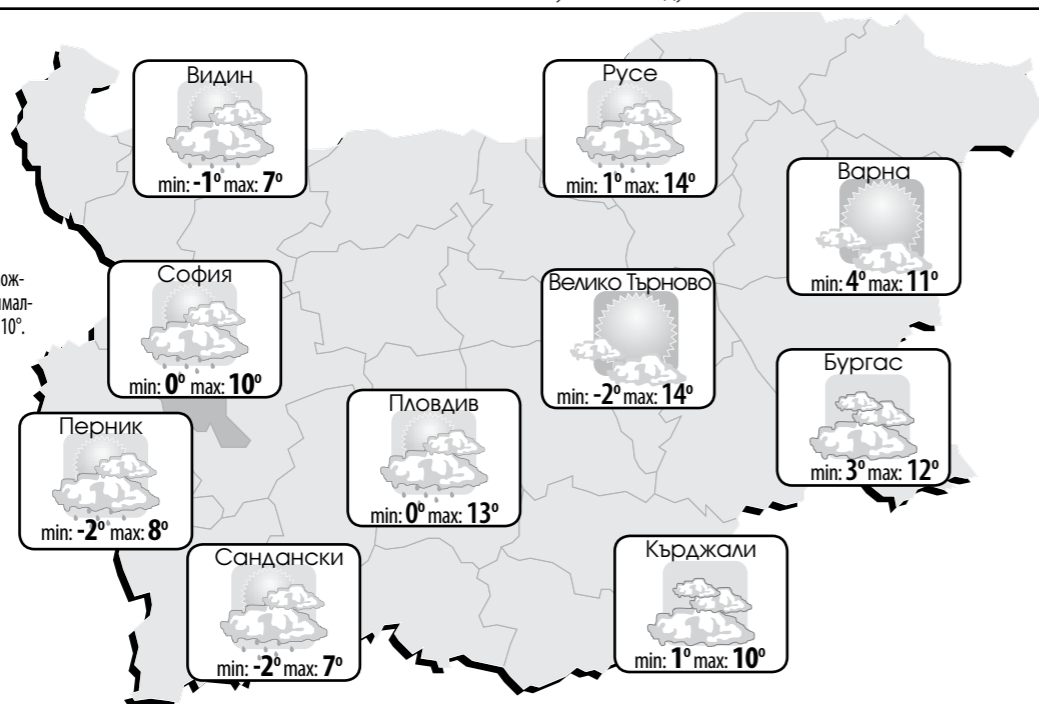 Видин
min: -1° max: 7°
Русе
min: 1° max: 14°
Варна
min: 4° max: 11°
София
min: 0° max: 10°
Велико Търново
min: -2° max: 14°
Бургас
min: 3° max: 12°
Пловдив
min: 0° max: 13°
Перник
min: -2° max: 8°
Сандански
min: -2° max: 7°
Кърджали
min: 1° max: 10°
10°.